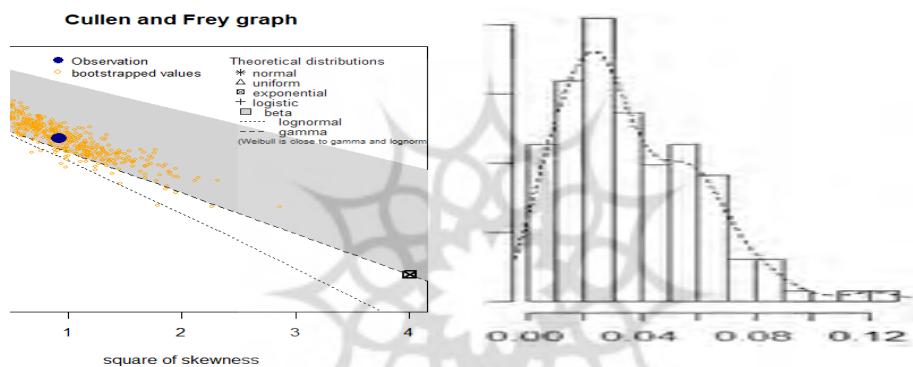 Cullen and Frey graph
Observation
bootstrapped values
Theoretical distributions
normal
uniform
exponential
logistic
beta
lognormal
gamma
(Weibull is close to gamma and lognorm
1 2 3 4
square of skewness
0.00 0.04 0.08 0.12